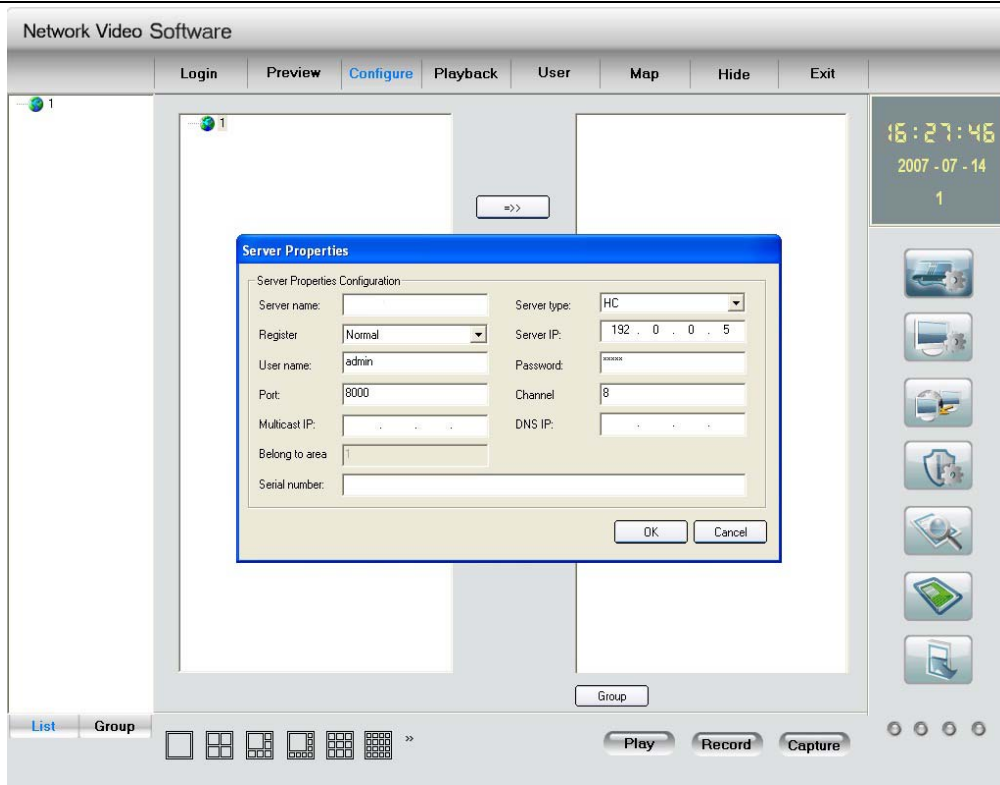 Network Video Software
Login Preview Configure Playback User Map Hide Exit
1
1
16:27:46
2007 - 07 - 14
1
=>>
Server Properties
Server Properties Configuration
Server name: Server type: HC
Register Normal Server IP: 192 . 0 . 0 . 5
User name: admin Password: xxxxx
Port: 8000 Channel 8
Multicast IP: . . . DNS IP: . . .
Belong to area 1
Serial number:
OK Cancel
Group
List Group
»
Play Record Capture